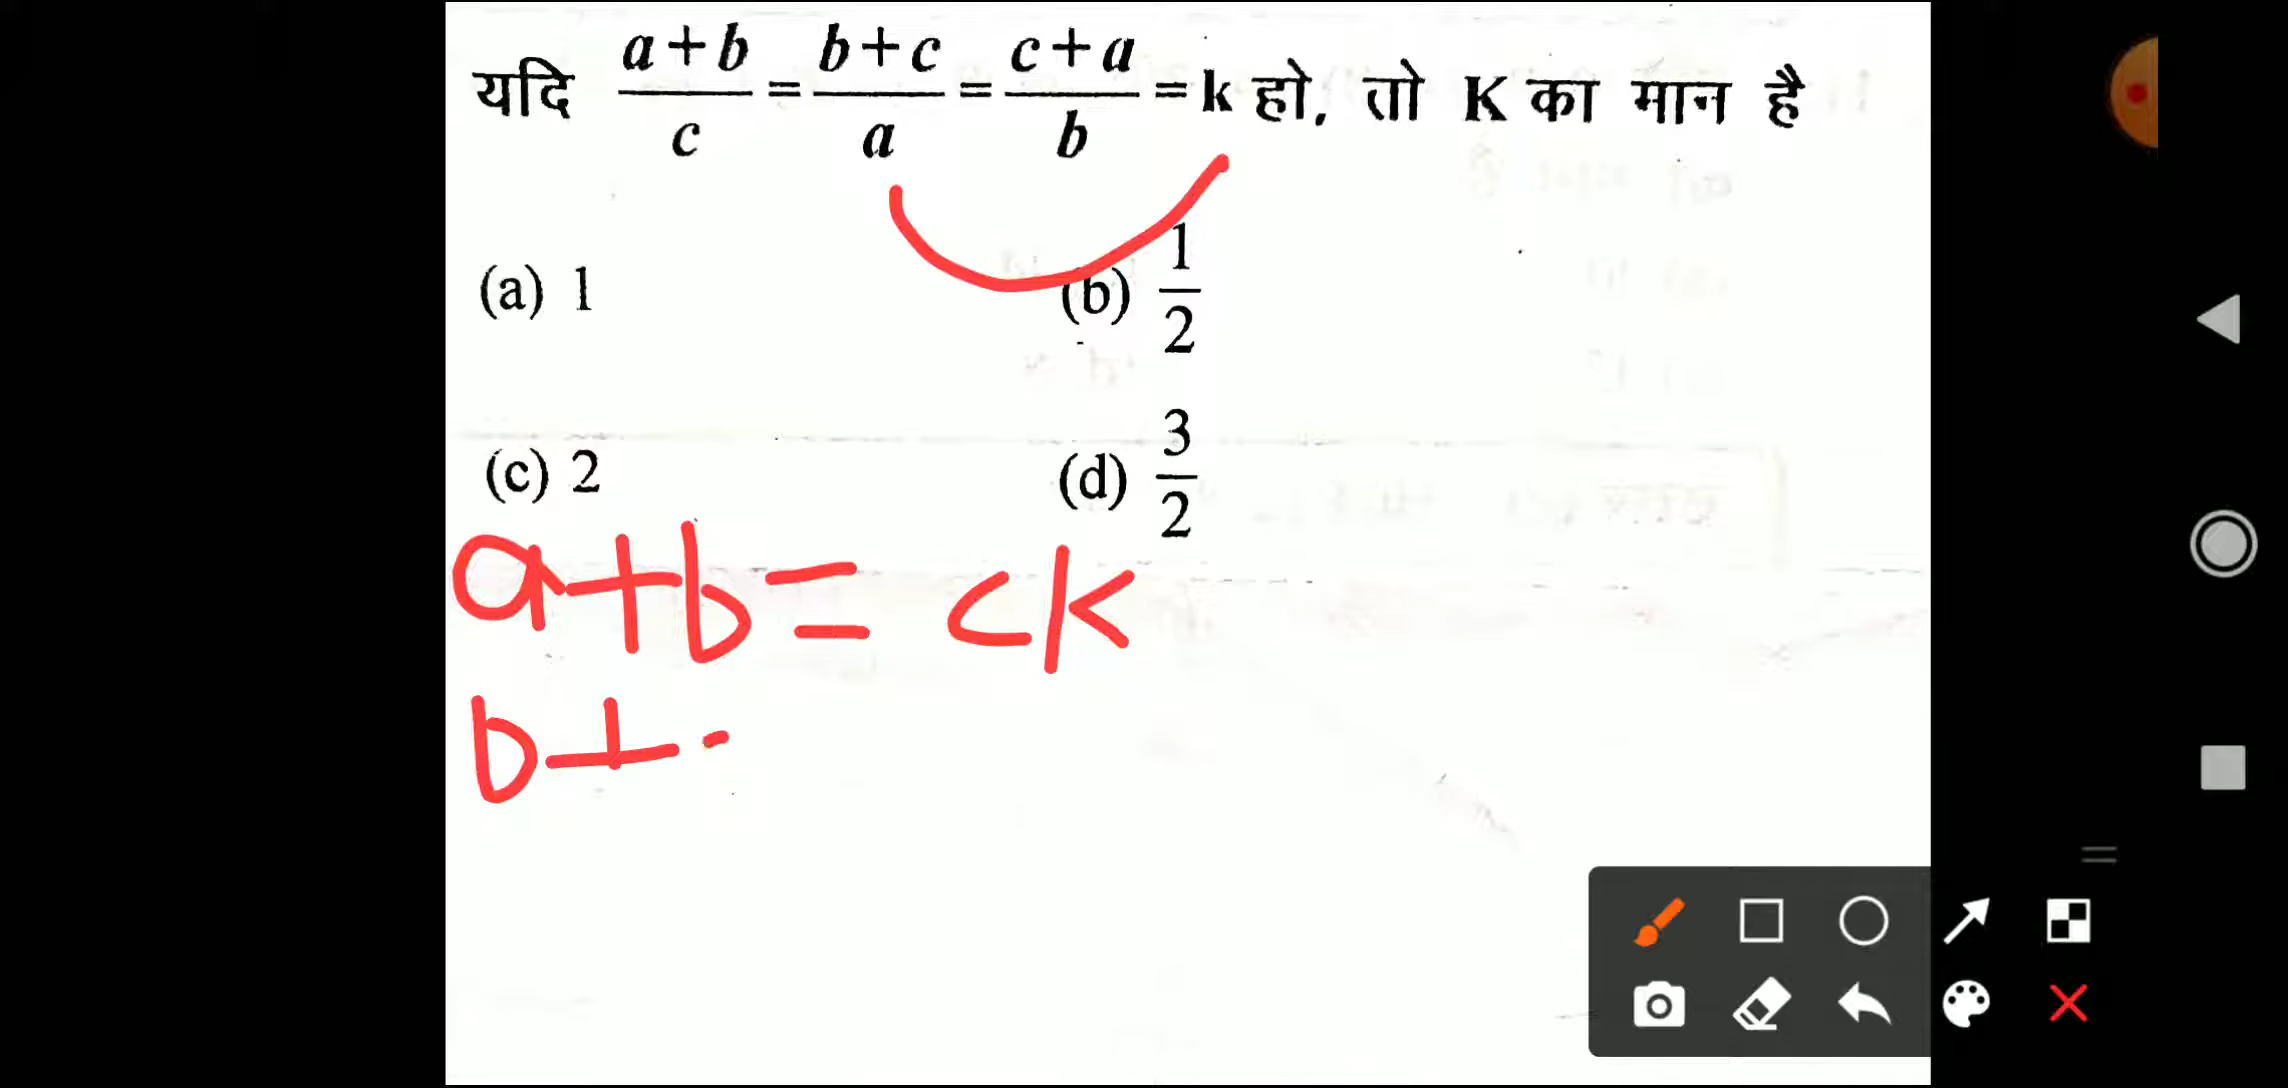 यदि a+b/c = b+c/a = c+a/b = k हो, तो K का मान है
(a) 1 (b) 1/2
(c) 2 (d) 3/2
a+b = ck
b+